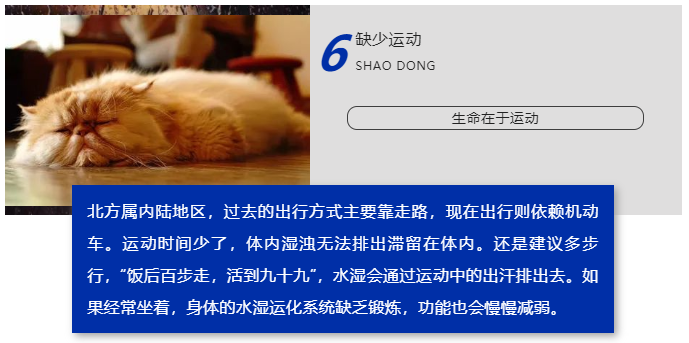 6
缺少运动
SHAO DONG
生命在于运动
北方属内陆地区，过去的出行方式主要靠走路，现在出行则依赖机动
车。运动时间少了，体内湿浊无法排出滞留在体内。还是建议多步
行，“饭后百步走，活到九十九”，水湿会通过运动中的出汗排出去。如
果经常坐着，身体的水湿运化系统缺乏锻炼，功能也会慢慢减弱。